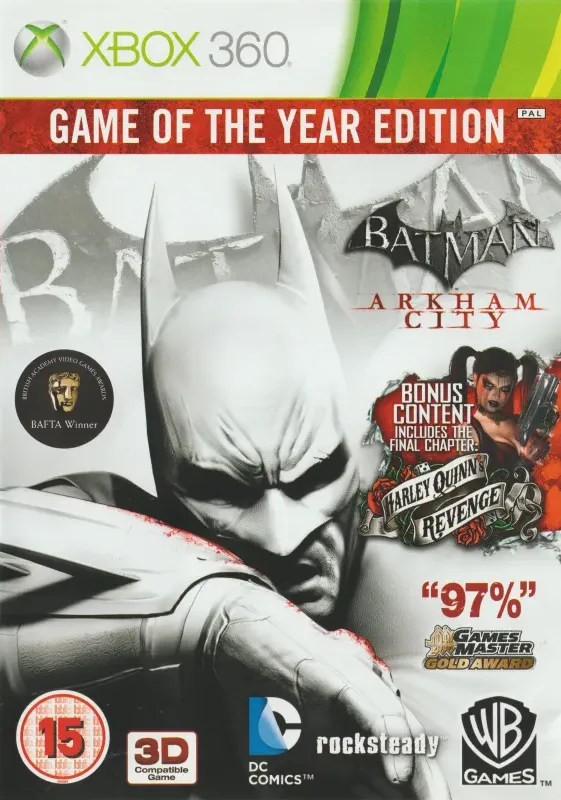 XBOX 360
GAME OF THE YEAR EDITION
PAL
BATMAN
ARKHAM
CITY
BRITISH ACADEMY VIDEO GAMES AWARDS
BAFTA Winner
BONUS
CONTENT
INCLUDES THE
FINAL CHAPTER:
HARLEY QUINN'S
REVENGE
“97%”
GAMES
MASTER
GOLD AWARD
15
3D
Compatible
Game
DC
COMICS™
rocksteady™
WB
GAMES™